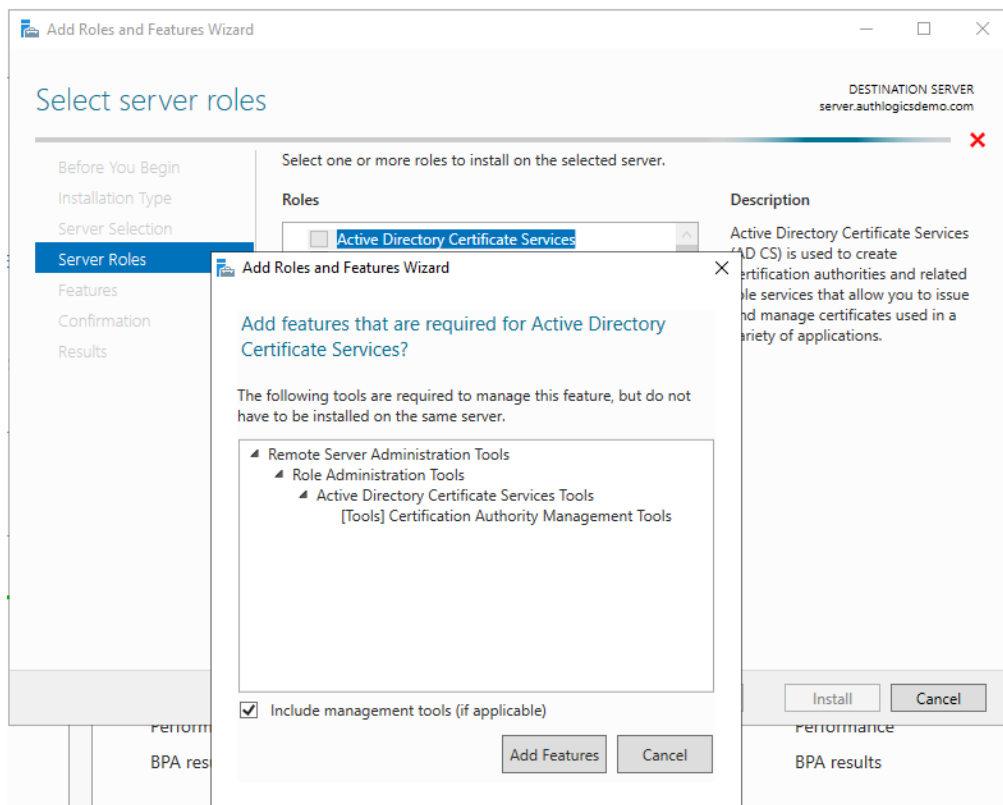 Add Roles and Features Wizard
Select server roles
DESTINATION SERVER
server.authlogicsdemo.com
Before You Begin
Installation Type
Server Selection
Server Roles
Features
Confirmation
Results
Select one or more roles to install on the selected server.
Roles
Active Directory Certificate Services
Description
Active Directory Certificate Services
(AD CS) is used to create
certification authorities and related
role services that allow you to issue
and manage certificates used in a
variety of applications.
Add Roles and Features Wizard
Add features that are required for Active Directory
Certificate Services?
The following tools are required to manage this feature, but do not
have to be installed on the same server.
Remote Server Administration Tools
Role Administration Tools
Active Directory Certificate Services Tools
[Tools] Certification Authority Management Tools
Include management tools (if applicable)
Add Features
Cancel
Install
Cancel
Perform
BPA res
Performance
BPA results